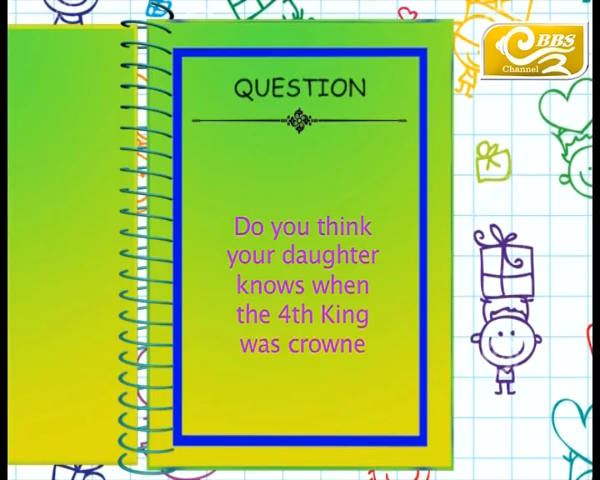 BBS
Channel 2
QUESTION
Do you think
your daughter
knows when
the 4th King
was crowne